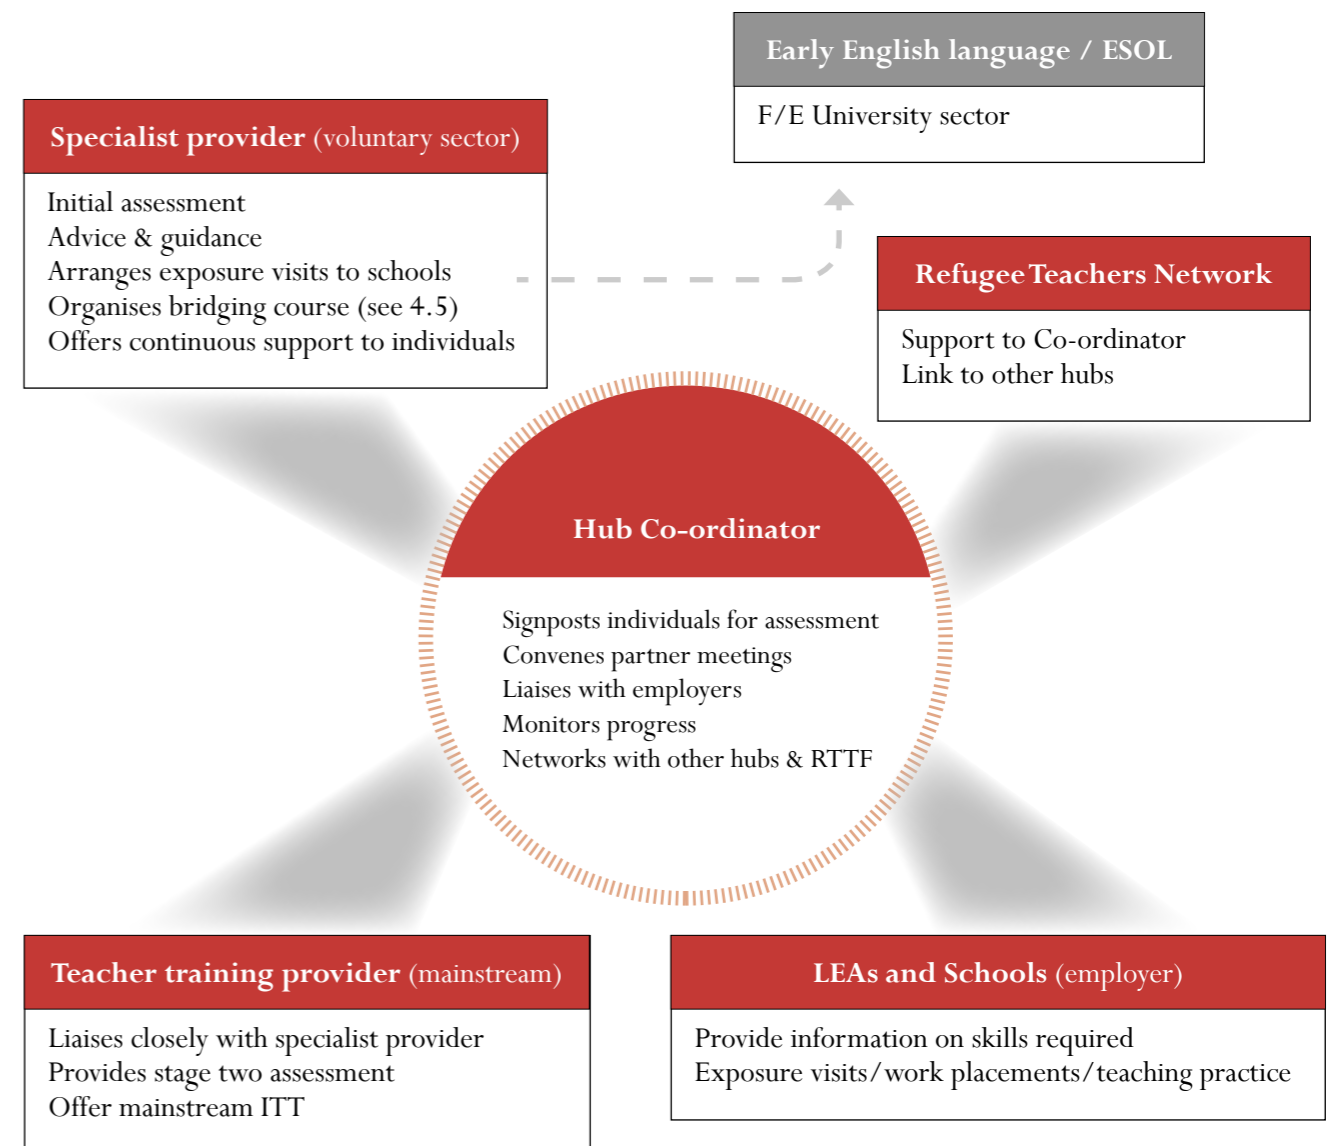 Early English language / ESOL
F/E University sector
Specialist provider (voluntary sector)
Initial assessment
Advice & guidance
Arranges exposure visits to schools
Organises bridging course (see 4.5)
Offers continuous support to individuals
Refugee Teachers Network
Support to Co-ordinator
Link to other hubs
Hub Co-ordinator
Signposts individuals for assessment
Convenes partner meetings
Liaises with employers
Monitors progress
Networks with other hubs & RTTF
Teacher training provider (mainstream)
Liaises closely with specialist provider
Provides stage two assessment
Offer mainstream ITT
LEAs and Schools (employer)
Provide information on skills required
Exposure visits/work placements/teaching practice